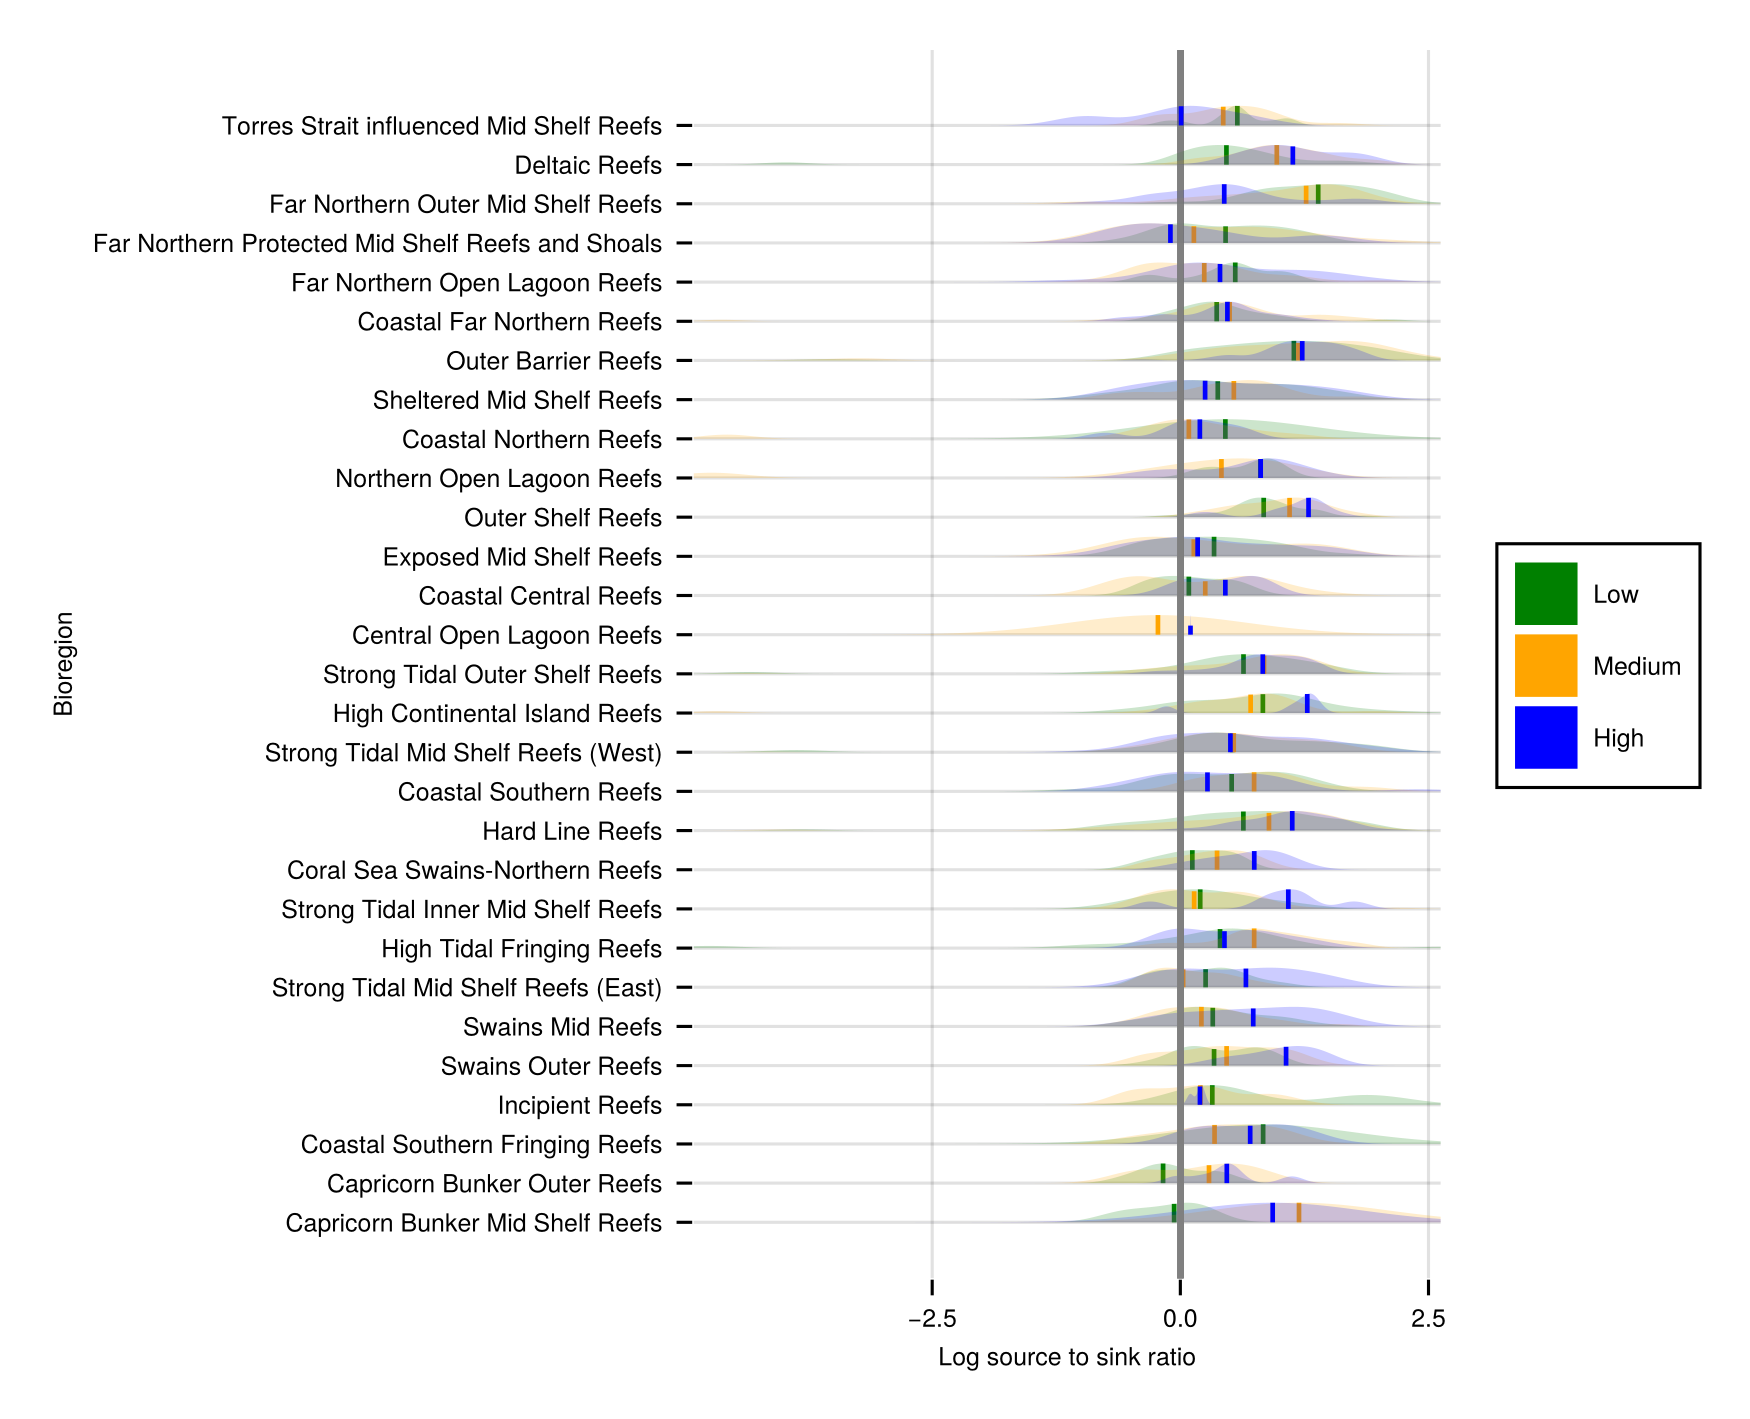 Torres Strait influenced Mid Shelf Reefs
Deltaic Reefs
Far Northern Outer Mid Shelf Reefs
Far Northern Protected Mid Shelf Reefs and Shoals
Far Northern Open Lagoon Reefs
Coastal Far Northern Reefs
Outer Barrier Reefs
Sheltered Mid Shelf Reefs
Coastal Northern Reefs
Northern Open Lagoon Reefs
Outer Shelf Reefs
Exposed Mid Shelf Reefs
Coastal Central Reefs
Central Open Lagoon Reefs
Strong Tidal Outer Shelf Reefs
High Continental Island Reefs
Strong Tidal Mid Shelf Reefs (West)
Coastal Southern Reefs
Hard Line Reefs
Coral Sea Swains-Northern Reefs
Strong Tidal Inner Mid Shelf Reefs
High Tidal Fringing Reefs
Strong Tidal Mid Shelf Reefs (East)
Swains Mid Reefs
Swains Outer Reefs
Incipient Reefs
Coastal Southern Fringing Reefs
Capricorn Bunker Outer Reefs
Capricorn Bunker Mid Shelf Reefs
Bioregion
−2.5
0.0
2.5
Log source to sink ratio
Low
Medium
High